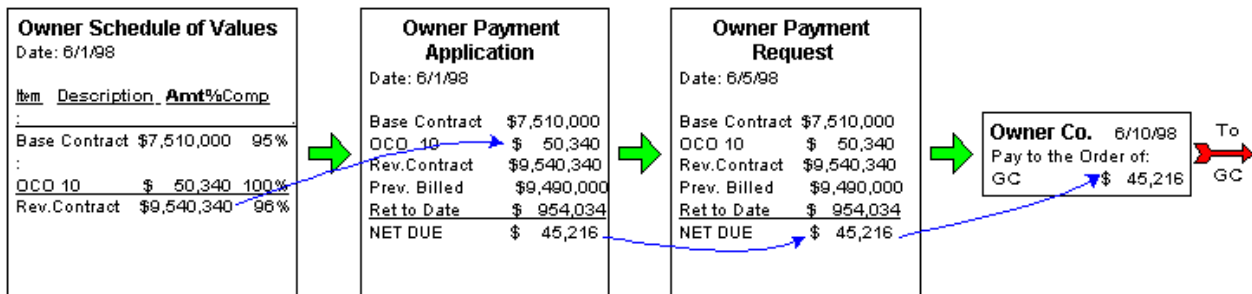 Owner Schedule of Values
Date: 6/1/98
Item Description Amt%Comp
:
Base Contract $7,510,000 95%
:
OCO 10 $ 50,340 100%
Rev.Contract $9,540,340 96%
Owner Payment
Application
Date: 6/1/98
Base Contract $7,510,000
OCO 10 $ 50,340
Rev.Contract $9,540,340
Prev. Billed $9,490,000
Ret to Date $ 954,034
NET DUE $ 45,216
Owner Payment
Request
Date: 6/5/98
Base Contract $7,510,000
OCO 10 $ 50,340
Rev.Contract $9,540,340
Prev. Billed $9,490,000
Ret to Date $ 954,034
NET DUE $ 45,216
Owner Co. 6/10/98
Pay to the Order of:
GC $ 45,216
To
GC